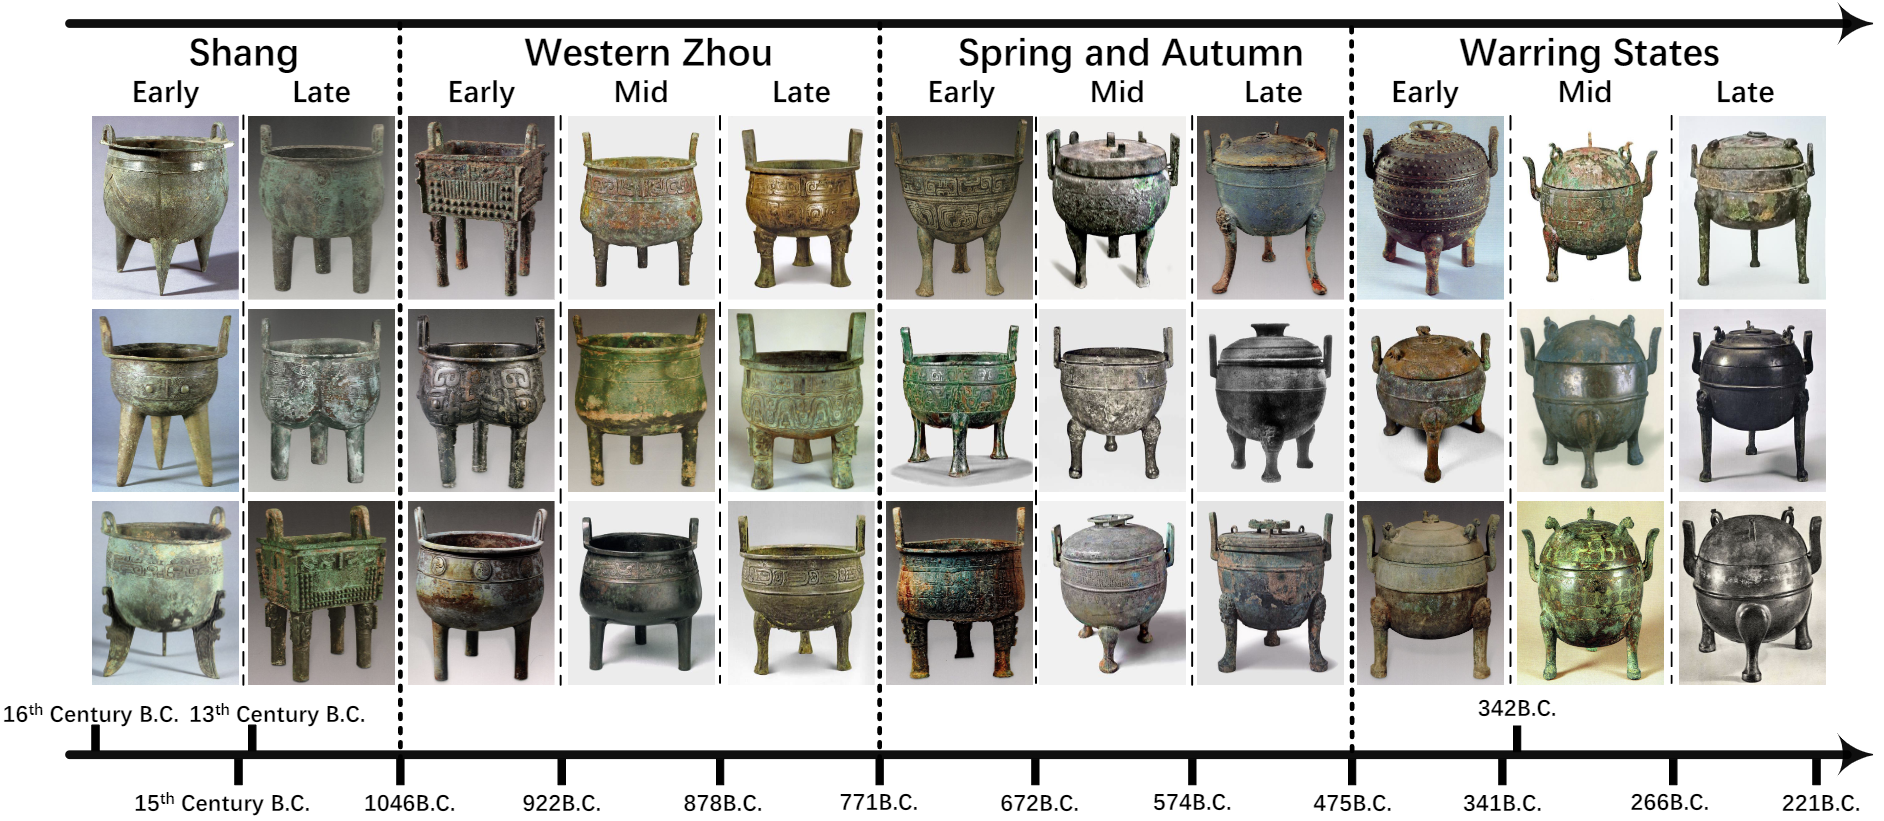 Shang Western Zhou Spring and Autumn Warring States
Early Late Early Mid Late Early Mid Late Early Mid Late
16th Century B.C. 13th Century B.C. 342B.C.
15th Century B.C. 1046B.C. 922B.C. 878B.C. 771B.C. 672B.C. 574B.C. 475B.C. 341B.C. 266B.C. 221B.C.